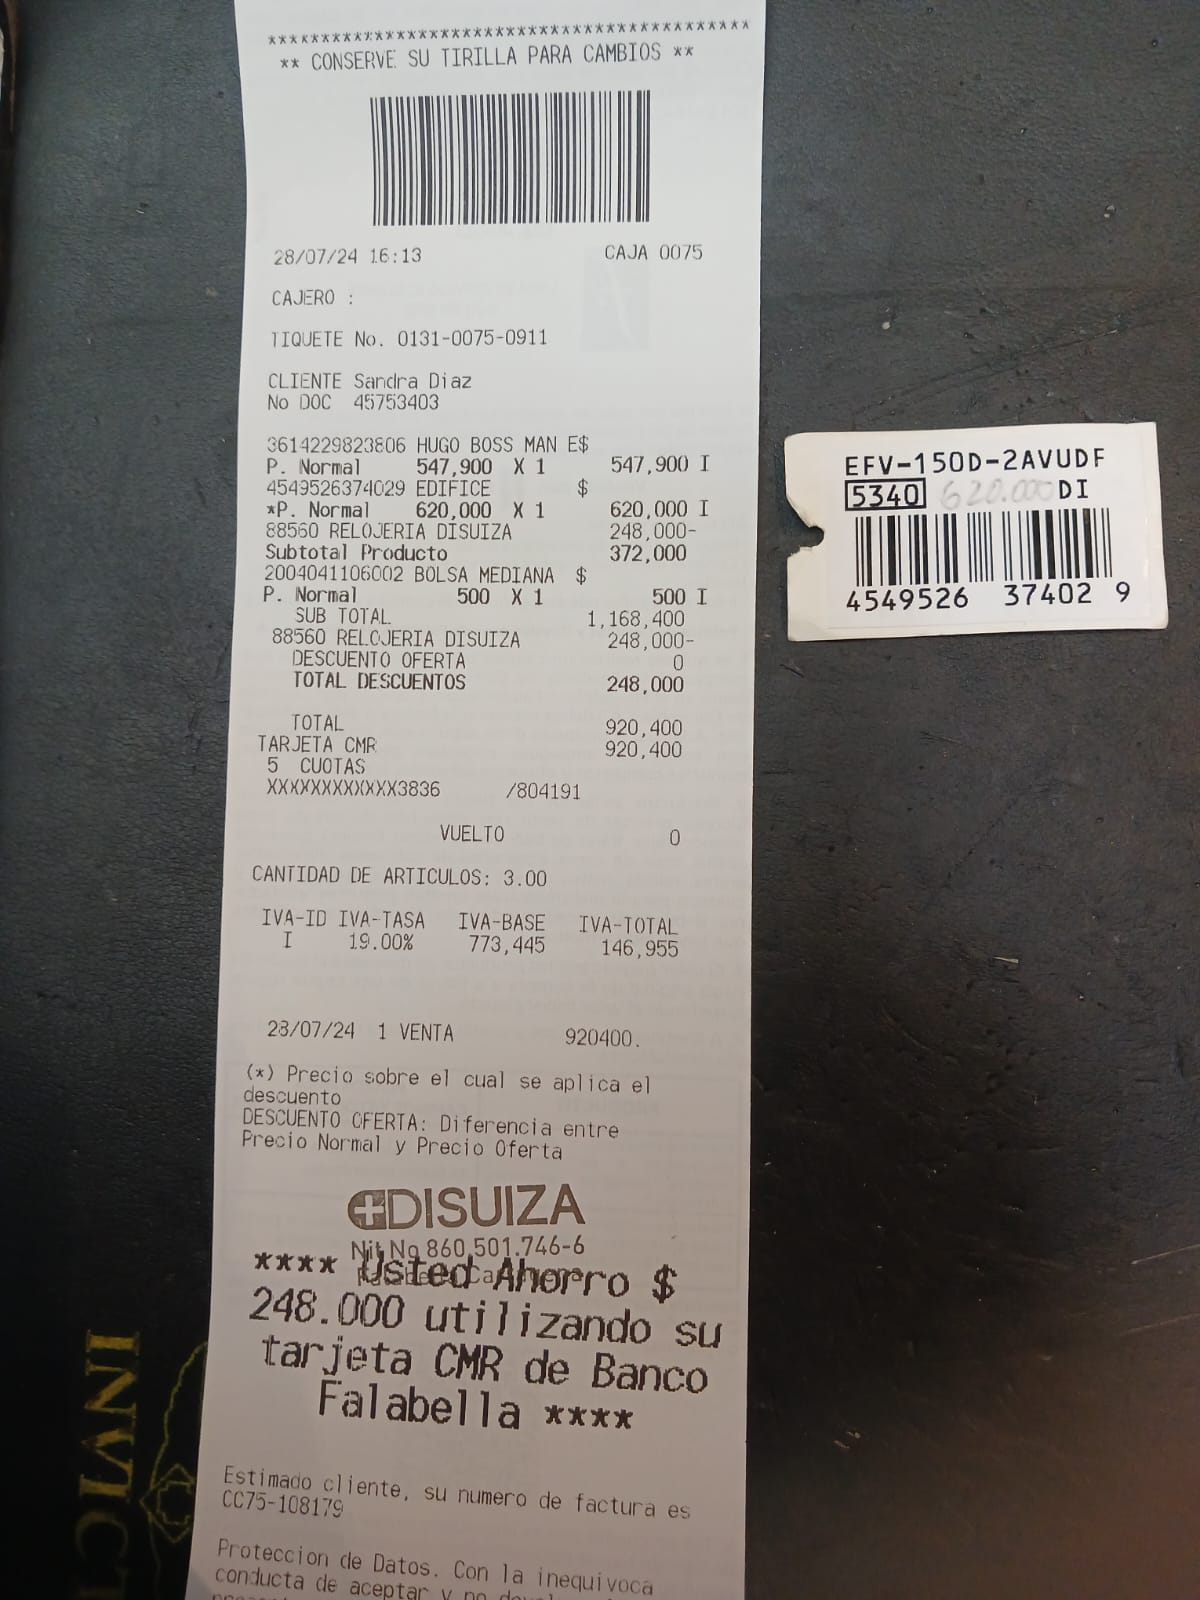 ******************************************
** CONSERVE SU TIRILLA PARA CAMBIOS **
28/07/24 16:13 CAJA 0075
CAJERO :
TIQUETE No. 0131-0075-0911
CLIENTE Sandra Diaz
No DOC 45753403
3614229823806 HUGO BOSS MAN E$
P. Normal 547,900 X 1 547,900 I
4549526374029 EDIFICE $
*P. Normal 620,000 X 1 620,000 I
88560 RELOJERIA DISUIZA 248,000-
Subtotal Producto 372,000
2004041106002 BOLSA MEDIANA $
P. Normal 500 X 1 500 I
SUB TOTAL 1,168,400
88560 RELOJERIA DISUIZA 248,000-
DESCUENTO OFERTA 0
TOTAL DESCUENTOS 248,000
TOTAL 920,400
TARJETA CMR 920,400
5 CUOTAS
XXXXXXXXXXXX3836 /804191
VUELTO 0
CANTIDAD DE ARTICULOS: 3.00
IVA-ID IVA-TASA IVA-BASE IVA-TOTAL
I 19.00% 773,445 146,955
28/07/24 1 VENTA 920400.
(*) Precio sobre el cual se aplica el
descuento
DESCUENTO OFERTA: Diferencia entre
Precio Normal y Precio Oferta
DISUIZA
Nit No 860.501.746-6
**** Usted Ahorro $
248.000 utilizando su
tarjeta CMR de Banco
Falabella ****
Estimado cliente, su numero de factura es
CC75-108179
Proteccion de Datos. Con la inequivoca
conducta de aceptar y no
EFV-150D-2AVUDF
5340 620.000 DI
4549526 37402 9
INVICT